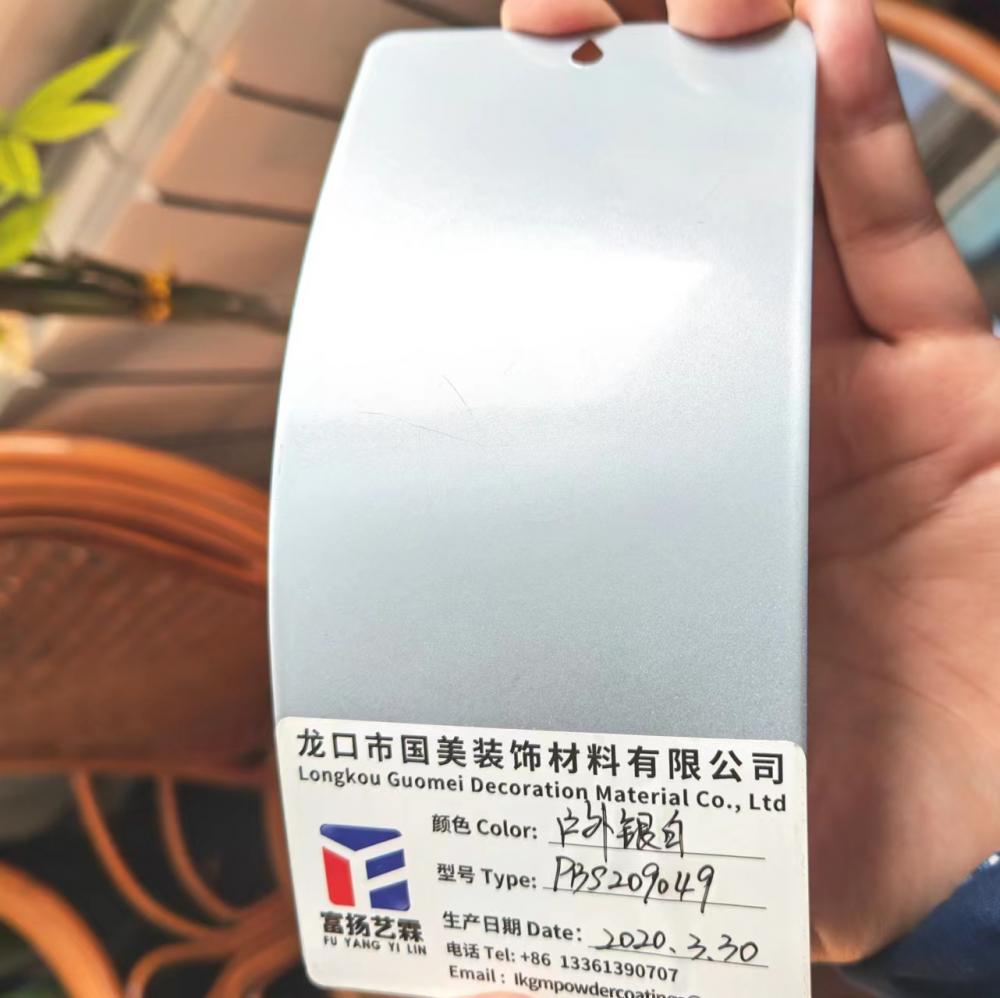 龙口市国美装饰材料有限公司
Longkou Guomei Decoration Material Co., Ltd
颜色 Color: 户外银白
型号 Type: PBS209049
生产日期 Date: 2020.3.30
电话 Tel: +86 13361390707
Email : lkgmpowdercoating
富扬艺霖
FU YANG YI LIN